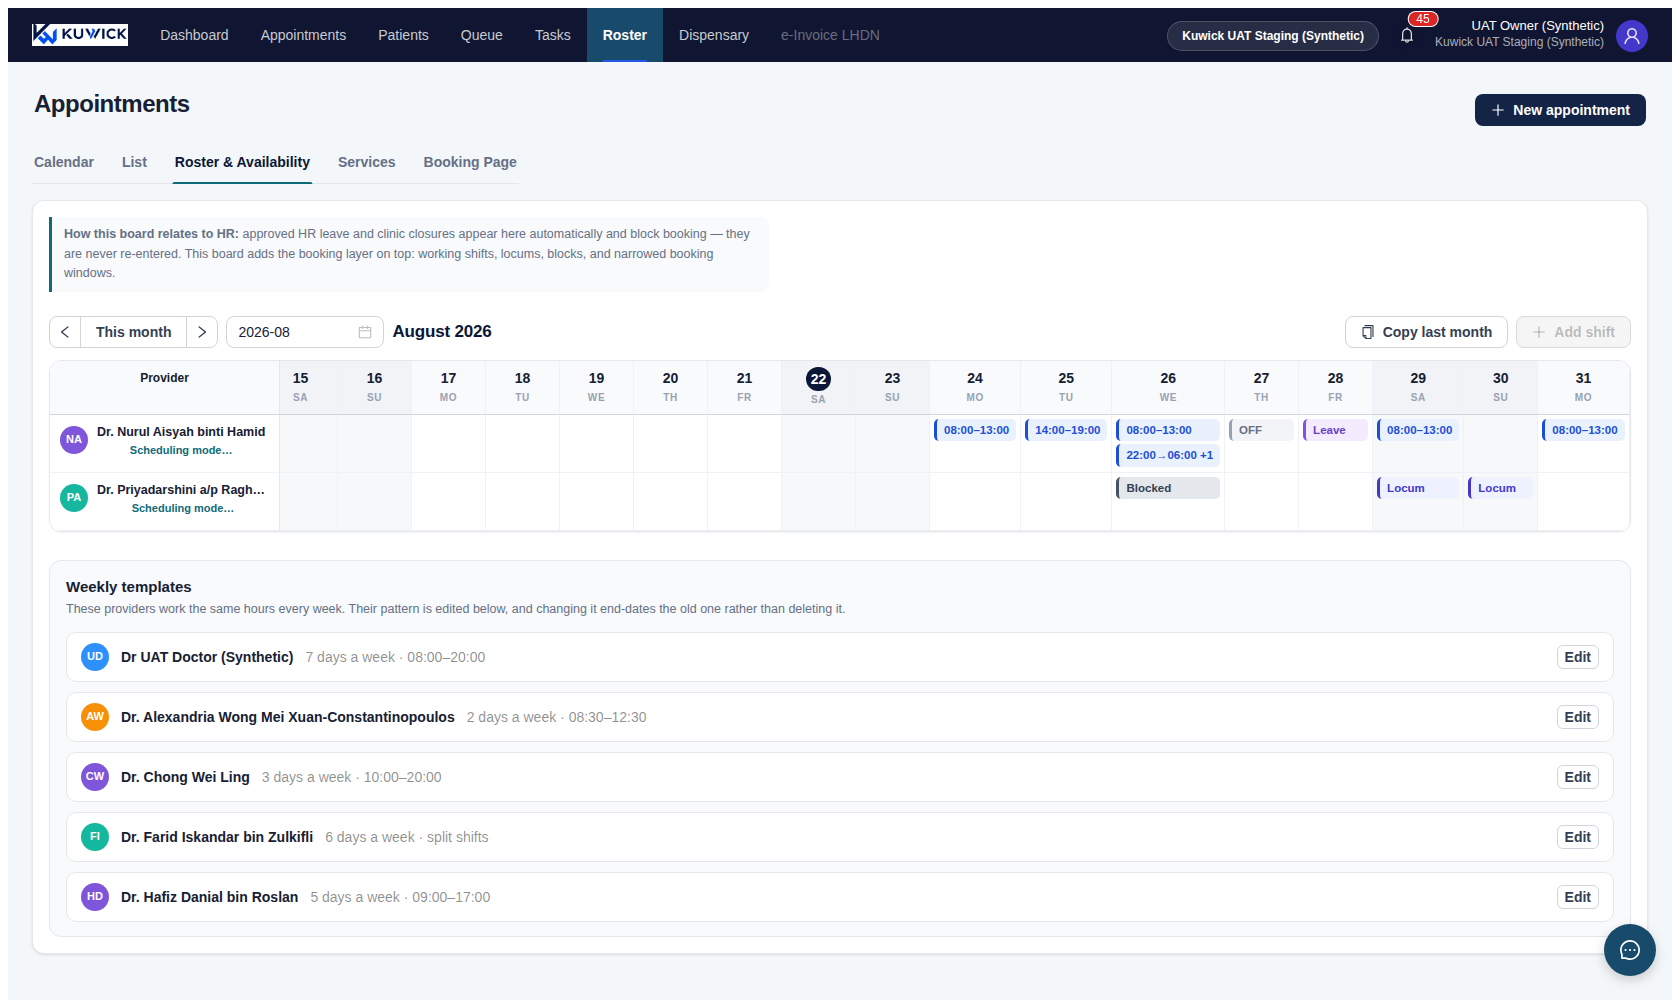 KUVVICK
Dashboard
Appointments
Patients
Queue
Tasks
Roster
Dispensary
e-Invoice LHDN
Kuwick UAT Staging (Synthetic)
45
UAT Owner (Synthetic)
Kuwick UAT Staging (Synthetic)
Appointments
New appointment
Calendar
List
Roster & Availability
Services
Booking Page
How this board relates to HR: approved HR leave and clinic closures appear here automatically and block booking — they
are never re-entered. This board adds the booking layer on top: working shifts, locums, blocks, and narrowed booking
windows.
This month
2026-08
August 2026
Copy last month
Add shift
Provider
15 16 17 18 19 20 21 22 23 24 25 26 27 28 29 30 31
SA SU MO TU WE TH FR SA SU MO TU WE TH FR SA SU MO
NA
Dr. Nurul Aisyah binti Hamid
Scheduling mode…
08:00–13:00
14:00–19:00
08:00–13:00
22:00→06:00 +1
OFF
Leave
08:00–13:00
08:00–13:00
PA
Dr. Priyadarshini a/p Ragh…
Scheduling mode…
Blocked
Locum
Locum
Weekly templates
These providers work the same hours every week. Their pattern is edited below, and changing it end-dates the old one rather than deleting it.
UD
Dr UAT Doctor (Synthetic) 7 days a week · 08:00–20:00
Edit
AW
Dr. Alexandria Wong Mei Xuan-Constantinopoulos 2 days a week · 08:30–12:30
Edit
CW
Dr. Chong Wei Ling 3 days a week · 10:00–20:00
Edit
FI
Dr. Farid Iskandar bin Zulkifli 6 days a week · split shifts
Edit
HD
Dr. Hafiz Danial bin Roslan 5 days a week · 09:00–17:00
Edit